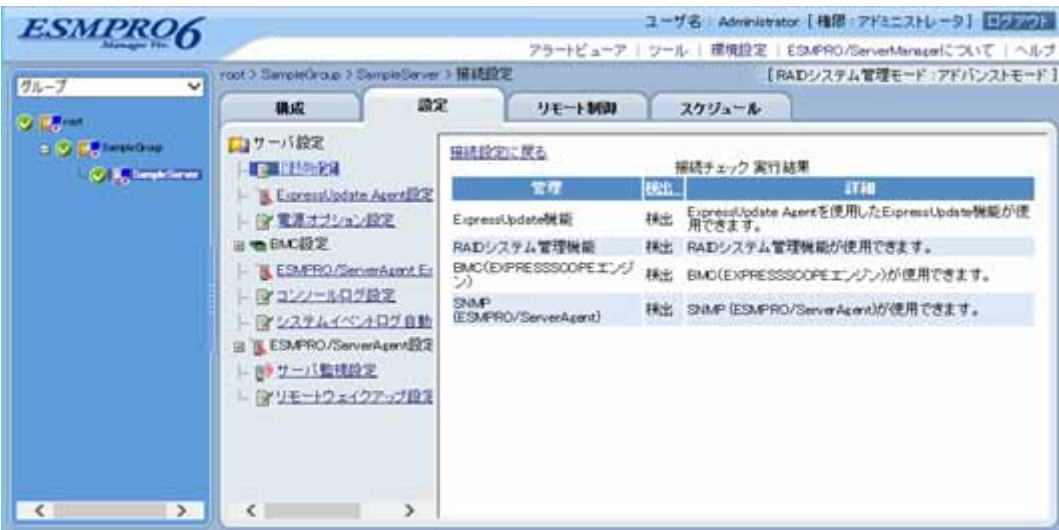 ESMPRO6
Manager Ver.
ユーザ名 : Administrator [ 権限 : アドミニストレータ ] ログアウト
アラートビューア | ツール | 環境設定 | ESMPRO/ServerManagerについて | ヘルプ
グループ
root
SampleGroup
SampleServer
root > SampleGroup > SampleServer > 接続設定
[ RAIDシステム管理モード : アドバンストモード ]
構成
設定
リモート制御
スケジュール
サーバ設定
ExpressUpdate Agent設定
電源オプション設定
BMC設定
ESMPRO/ServerAgent Ex
コンソールログ設定
システムイベントログ自動
ESMPRO/ServerAgent設定
サーバ監視設定
リモートウェイクアップ設定
接続設定に戻る
接続チェック 実行結果
管理 検出.. 詳細
ExpressUpdate機能 検出 ExpressUpdate Agentを使用したExpressUpdate機能が使
用できます。
RAIDシステム管理機能 検出 RAIDシステム管理機能が使用できます。
BMC(EXPRESSSCOPEエンジ
ン) 検出 BMC(EXPRESSSCOPEエンジン)が使用できます。
SNMP
(ESMPRO/ServerAgent) 検出 SNMP (ESMPRO/ServerAgent)が使用できます。